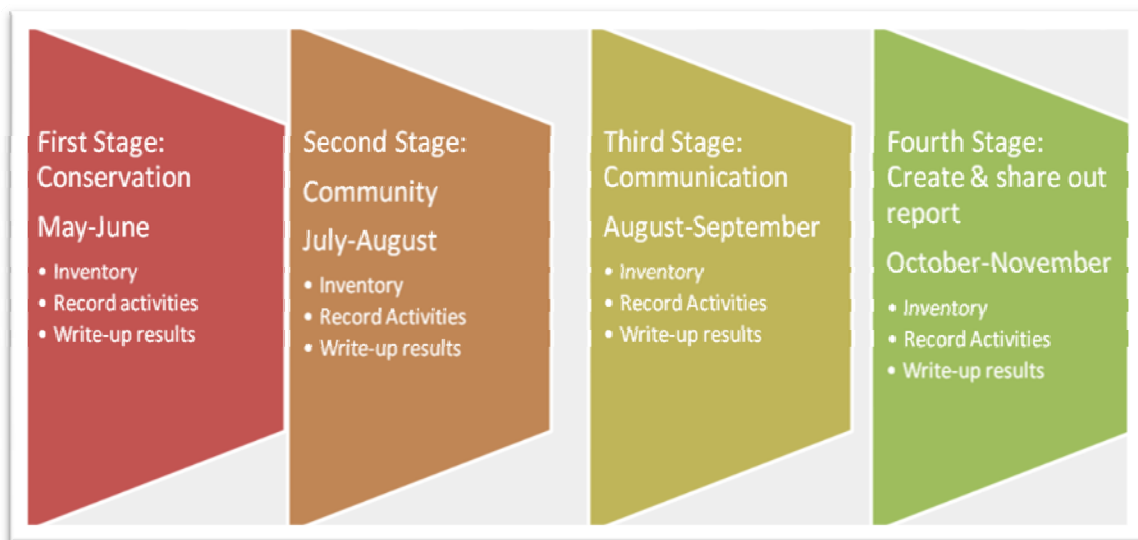 First Stage:
Conservation
May-June
• Inventory
• Record activities
• Write-up results
Second Stage:
Community
July-August
• Inventory
• Record Activities
• Write-up results
Third Stage:
Communication
August-September
• Inventory
• Record Activities
• Write-up results
Fourth Stage:
Create & share out
report
October-November
• Inventory
• Record Activities
• Write-up results